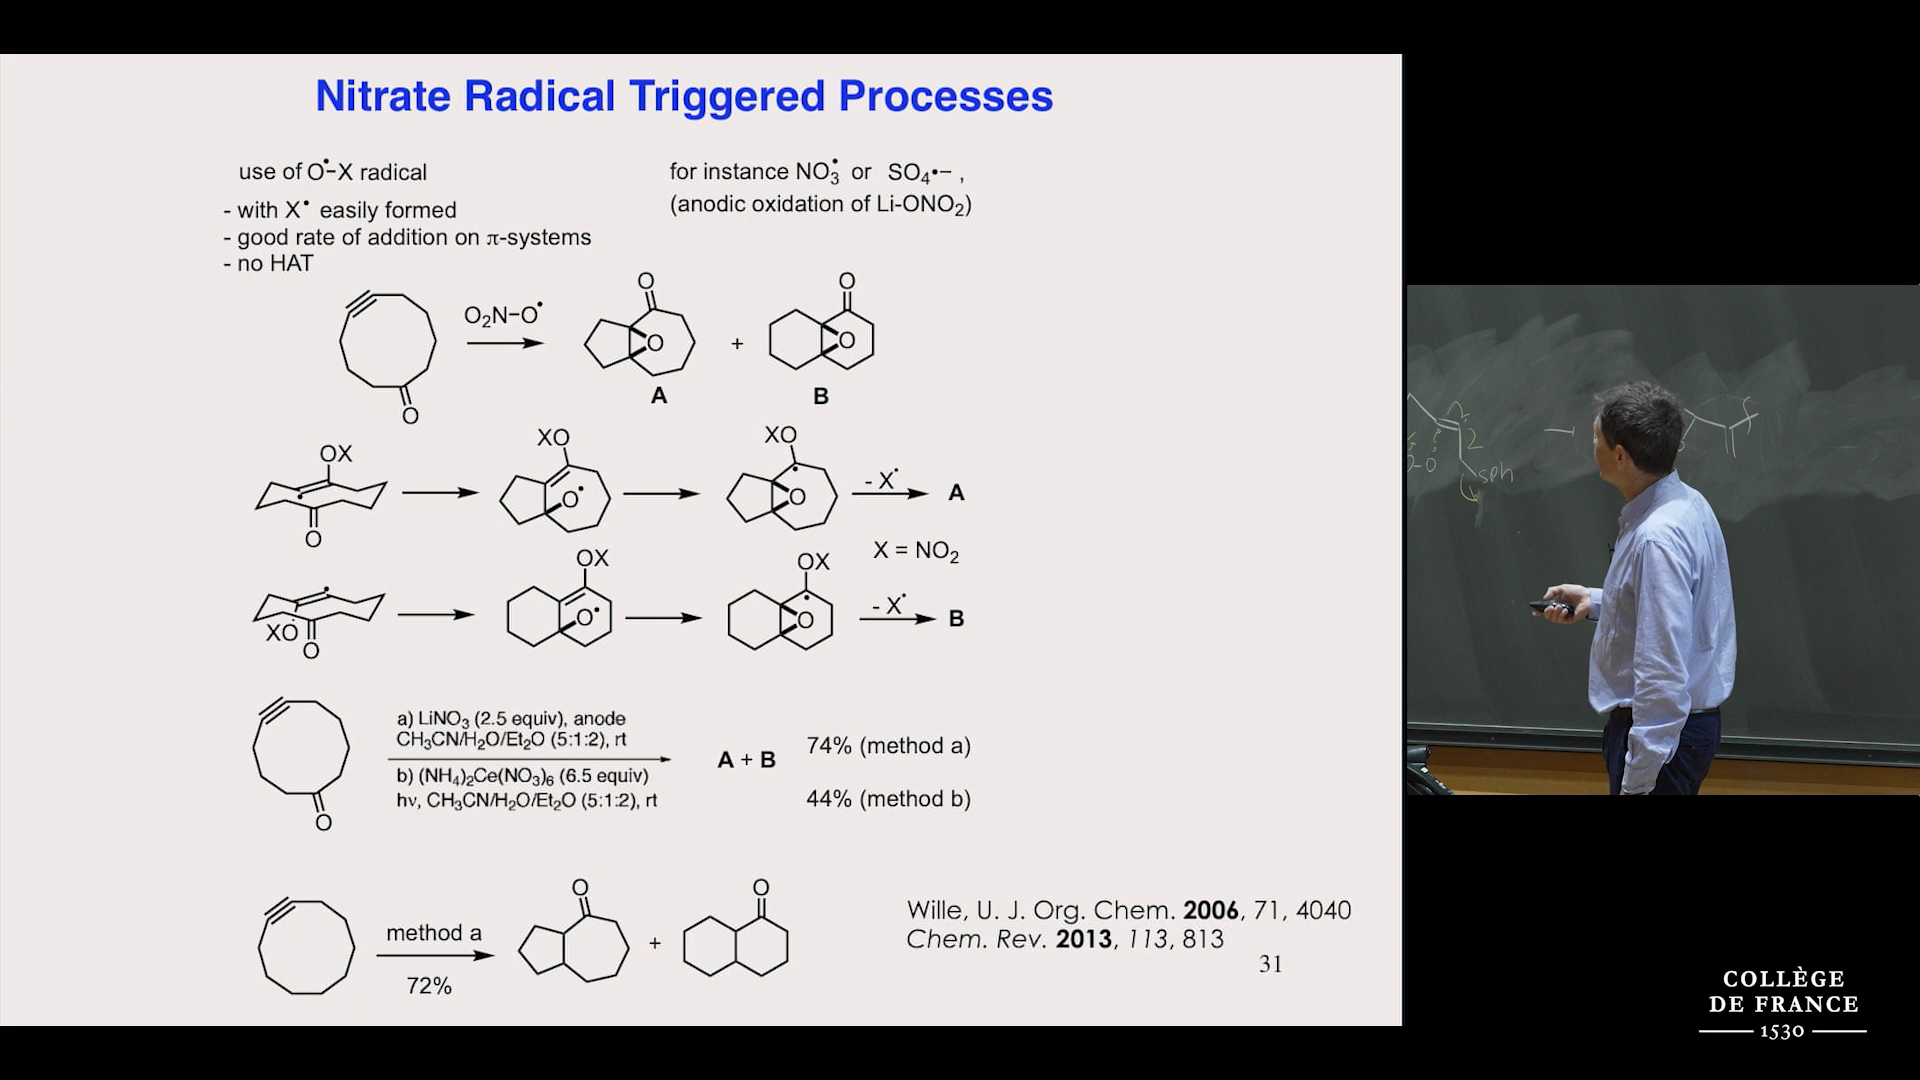 Nitrate Radical Triggered Processes
use of O•–X radical
for instance NO3• or SO4•– ,
(anodic oxidation of Li-ONO2)
- with X• easily formed
- good rate of addition on π-systems
- no HAT
O2N–O•
O
O
O
O
+
O
O
A
B
OX
O
XO
O•
XO
O
- X•
A
X = NO2
XO
O
OX
O•
OX
O
- X•
B
a) LiNO3 (2.5 equiv), anode
CH3CN/H2O/Et2O (5:1:2), rt
b) (NH4)2Ce(NO3)6 (6.5 equiv)
hν, CH3CN/H2O/Et2O (5:1:2), rt
O
A + B
74% (method a)
44% (method b)
method a
72%
O
+
O
Wille, U. J. Org. Chem. 2006, 71, 4040
Chem. Rev. 2013, 113, 813
31
2
SPh
COLLÈGE
DE FRANCE
1530